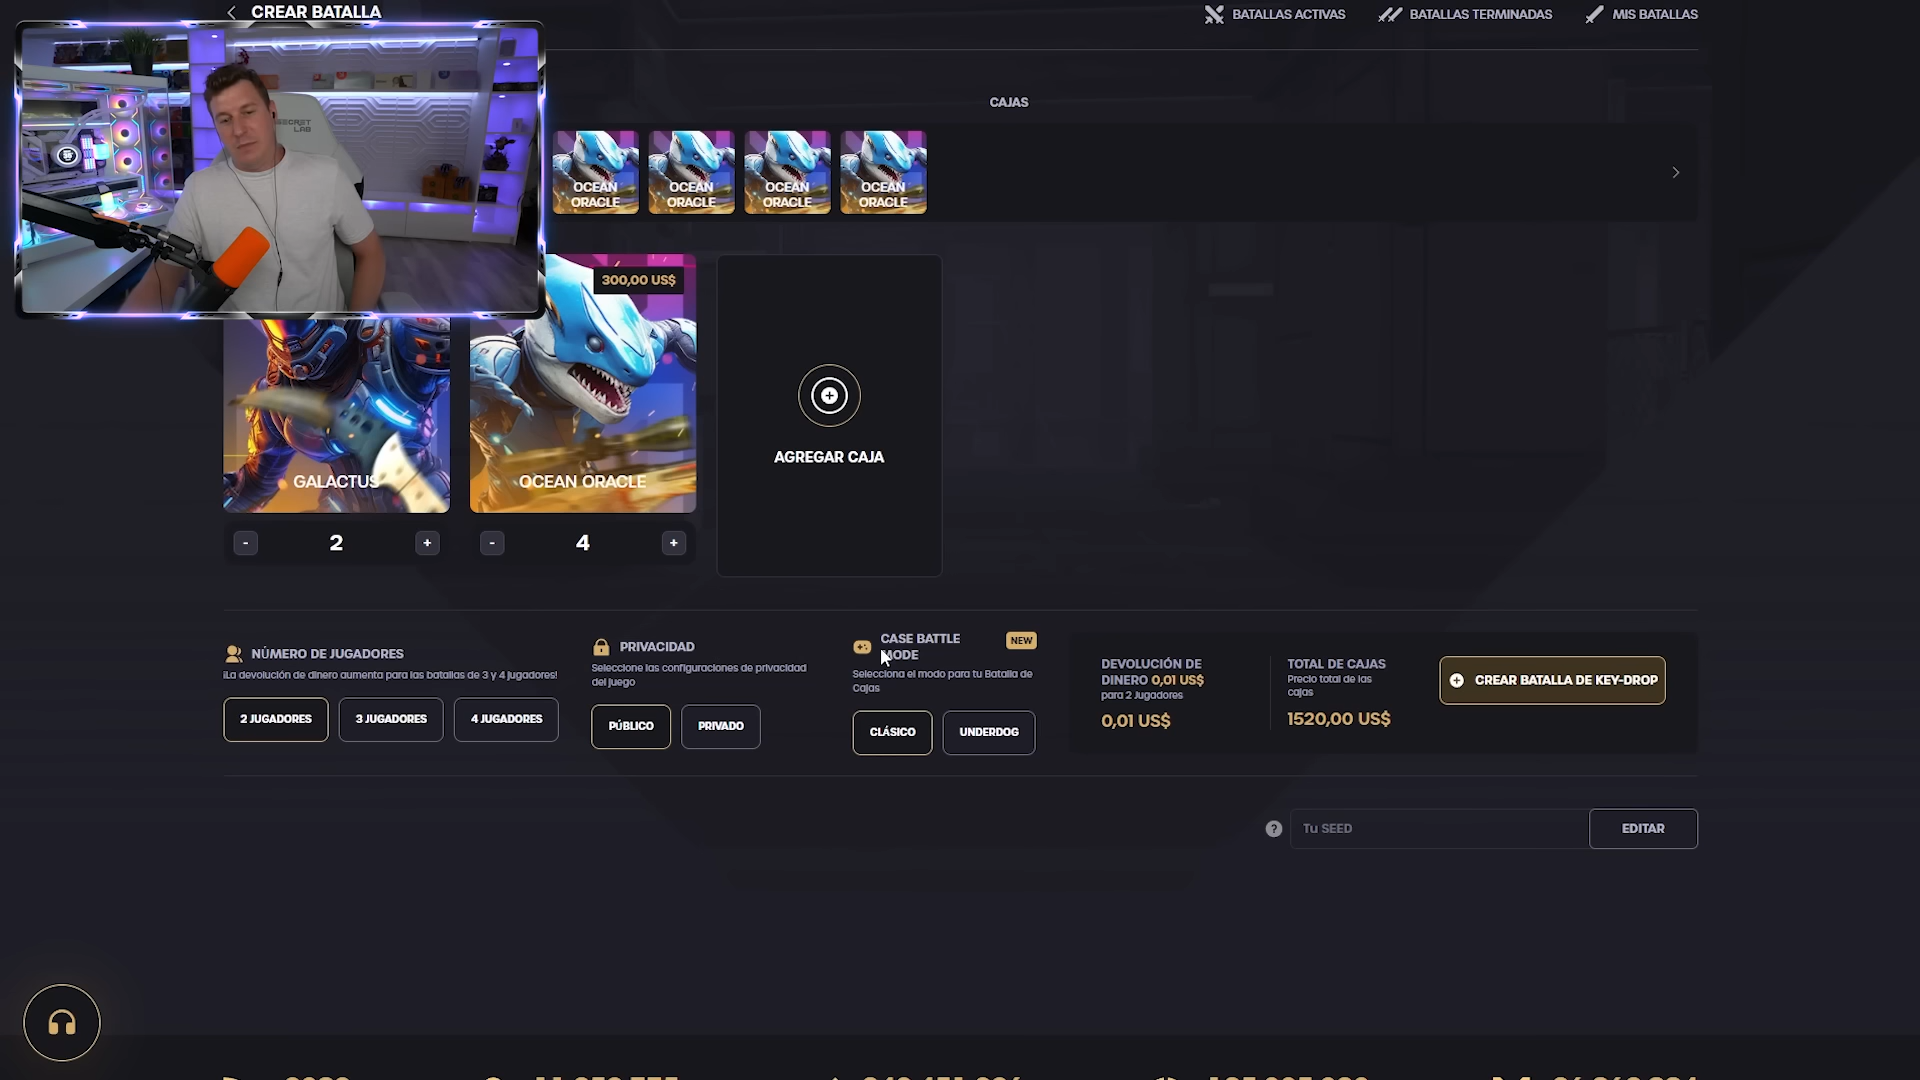 CREAR BATALLA
BATALLAS ACTIVAS
BATALLAS TERMINADAS
MIS BATALLAS
SECRET
LAB
CAJAS
OCEAN
ORACLE
OCEAN
ORACLE
OCEAN
ORACLE
OCEAN
ORACLE
300,00 US$
GALACTUS
OCEAN ORACLE
AGREGAR CAJA
- 2 +
- 4 +
NÚMERO DE JUGADORES
¡La devolución de dinero aumenta para las batallas de 3 y 4 jugadores!
2 JUGADORES
3 JUGADORES
4 JUGADORES
PRIVACIDAD
Seleccione las configuraciones de privacidad
del juego
PÚBLICO
PRIVADO
CASE BATTLE
MODE
NEW
Selecciona el modo para tu Batalla de
Cajas
CLÁSICO
UNDERDOG
DEVOLUCIÓN DE
DINERO 0,01 US$
para 2 Jugadores
0,01 US$
TOTAL DE CAJAS
Precio total de las
cajas
1520,00 US$
CREAR BATALLA DE KEY-DROP
?
Tu SEED
EDITAR